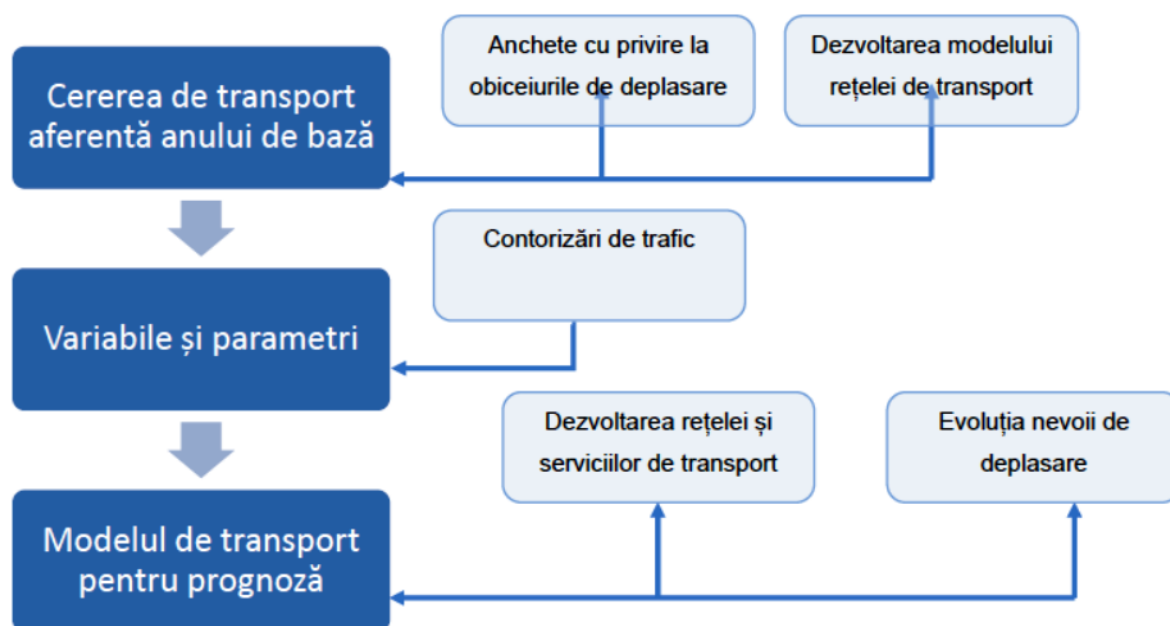 Cererea de transport
aferentă anului de bază
Anchete cu privire la
obiceiurile de deplasare
Dezvoltarea modelului
rețelei de transport
Variabile și parametri
Contorizări de trafic
Modelul de transport
pentru prognoză
Dezvoltarea rețelei și
serviciilor de transport
Evoluția nevoii de
deplasare